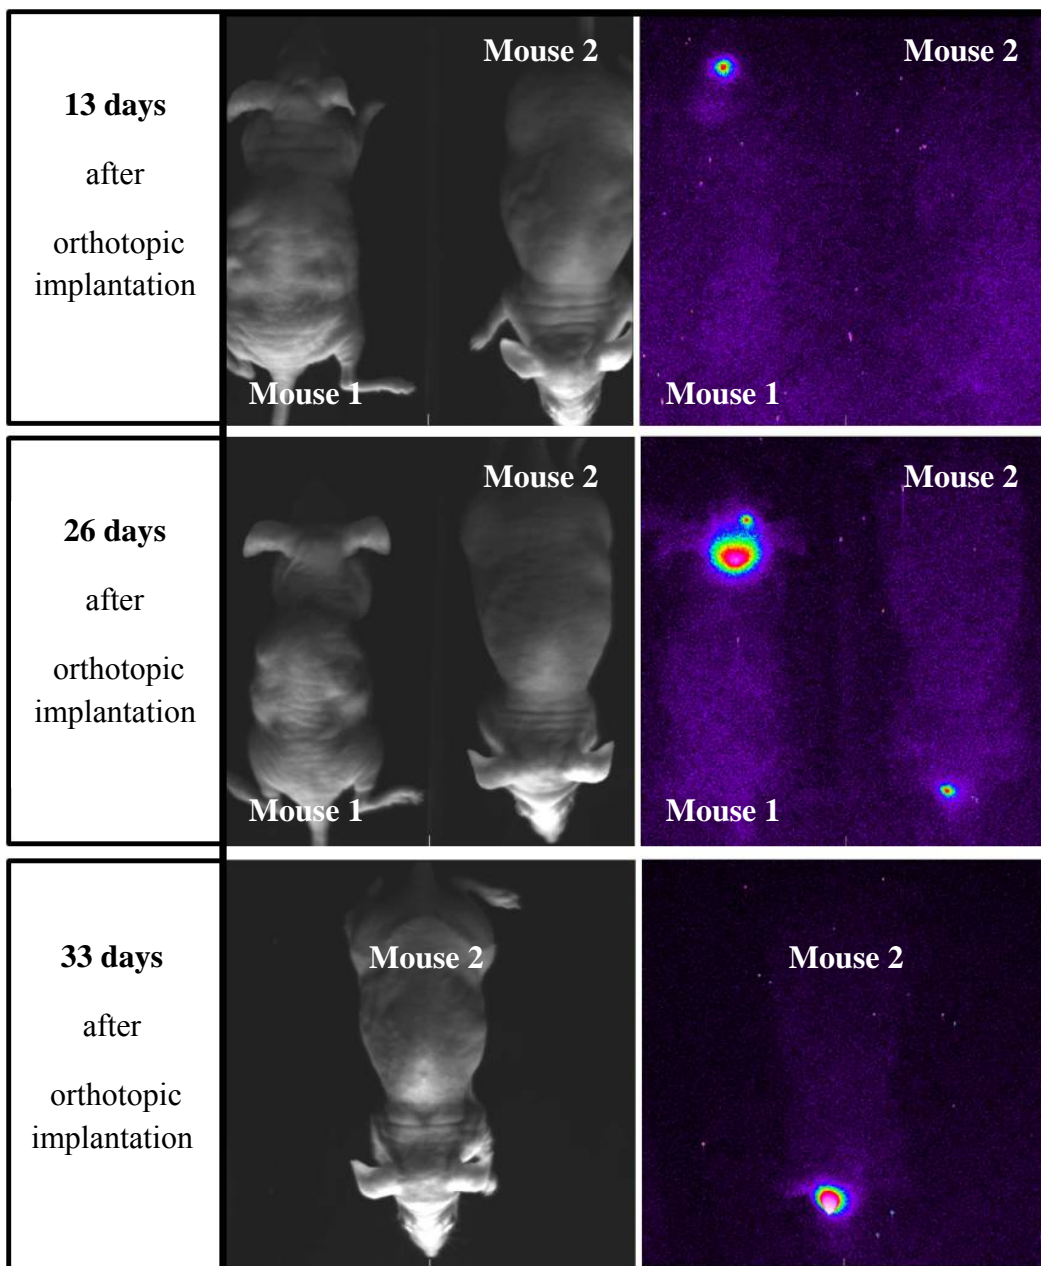 13 days
after
orthotopic
implantation
Mouse 2
Mouse 1
Mouse 2
Mouse 1
26 days
after
orthotopic
implantation
Mouse 2
Mouse 1
Mouse 2
Mouse 1
33 days
after
orthotopic
implantation
Mouse 2
Mouse 2